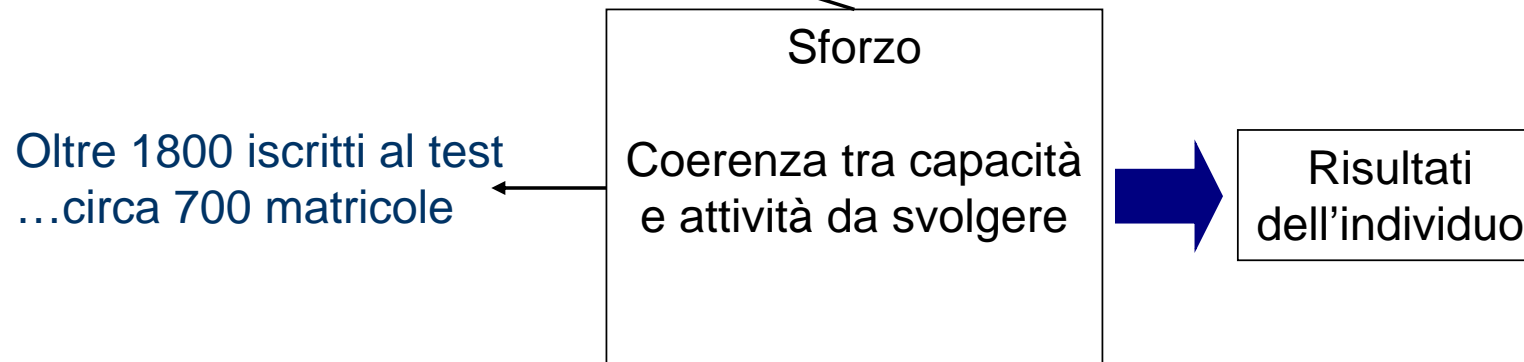 Sforzo
Oltre 1800 iscritti al test
…circa 700 matricole
Coerenza tra capacità
e attività da svolgere
Risultati
dell’individuo